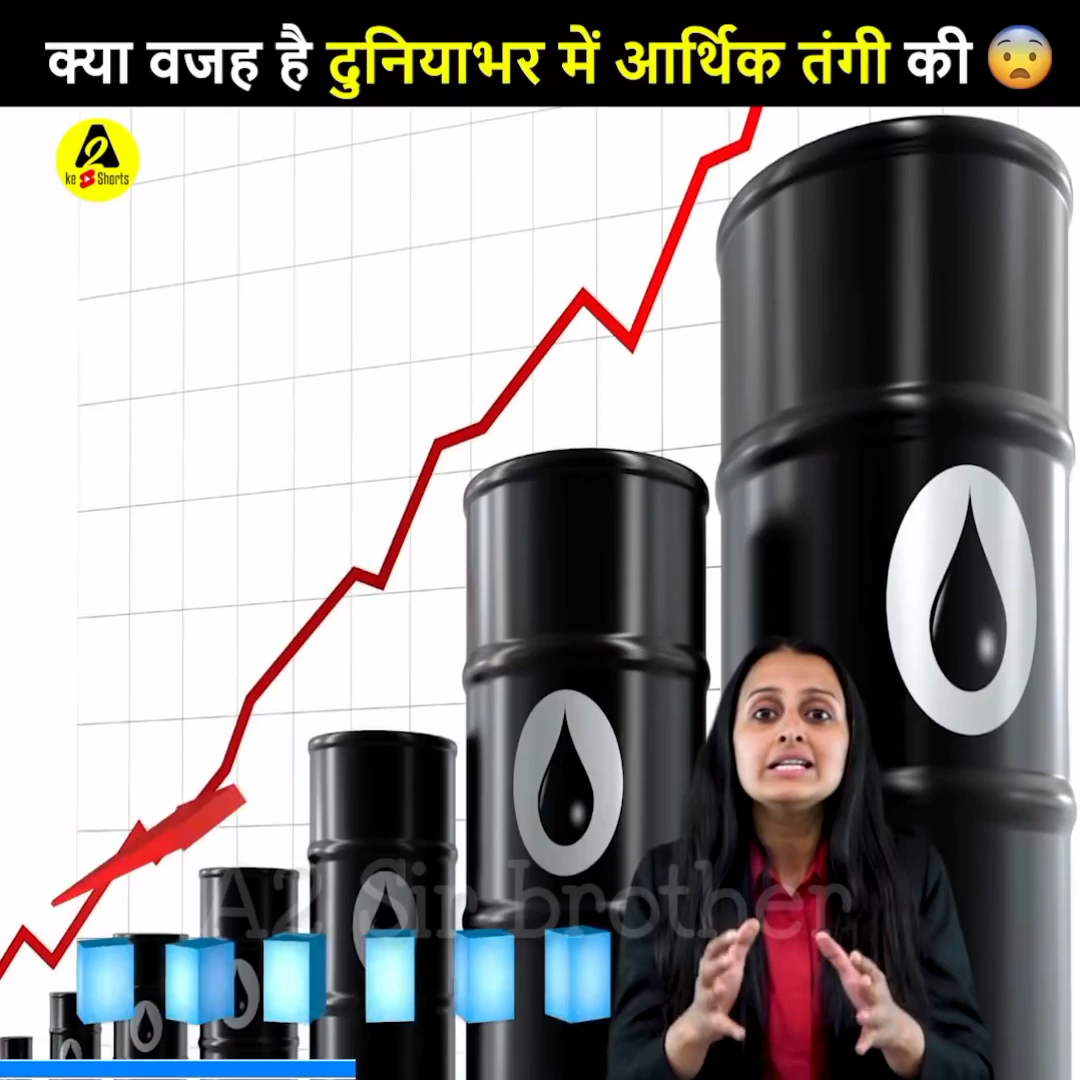 क्या वजह है दुनियाभर में आर्थिक तंगी की 😨
A2
ke Shorts
A2 Sir brother